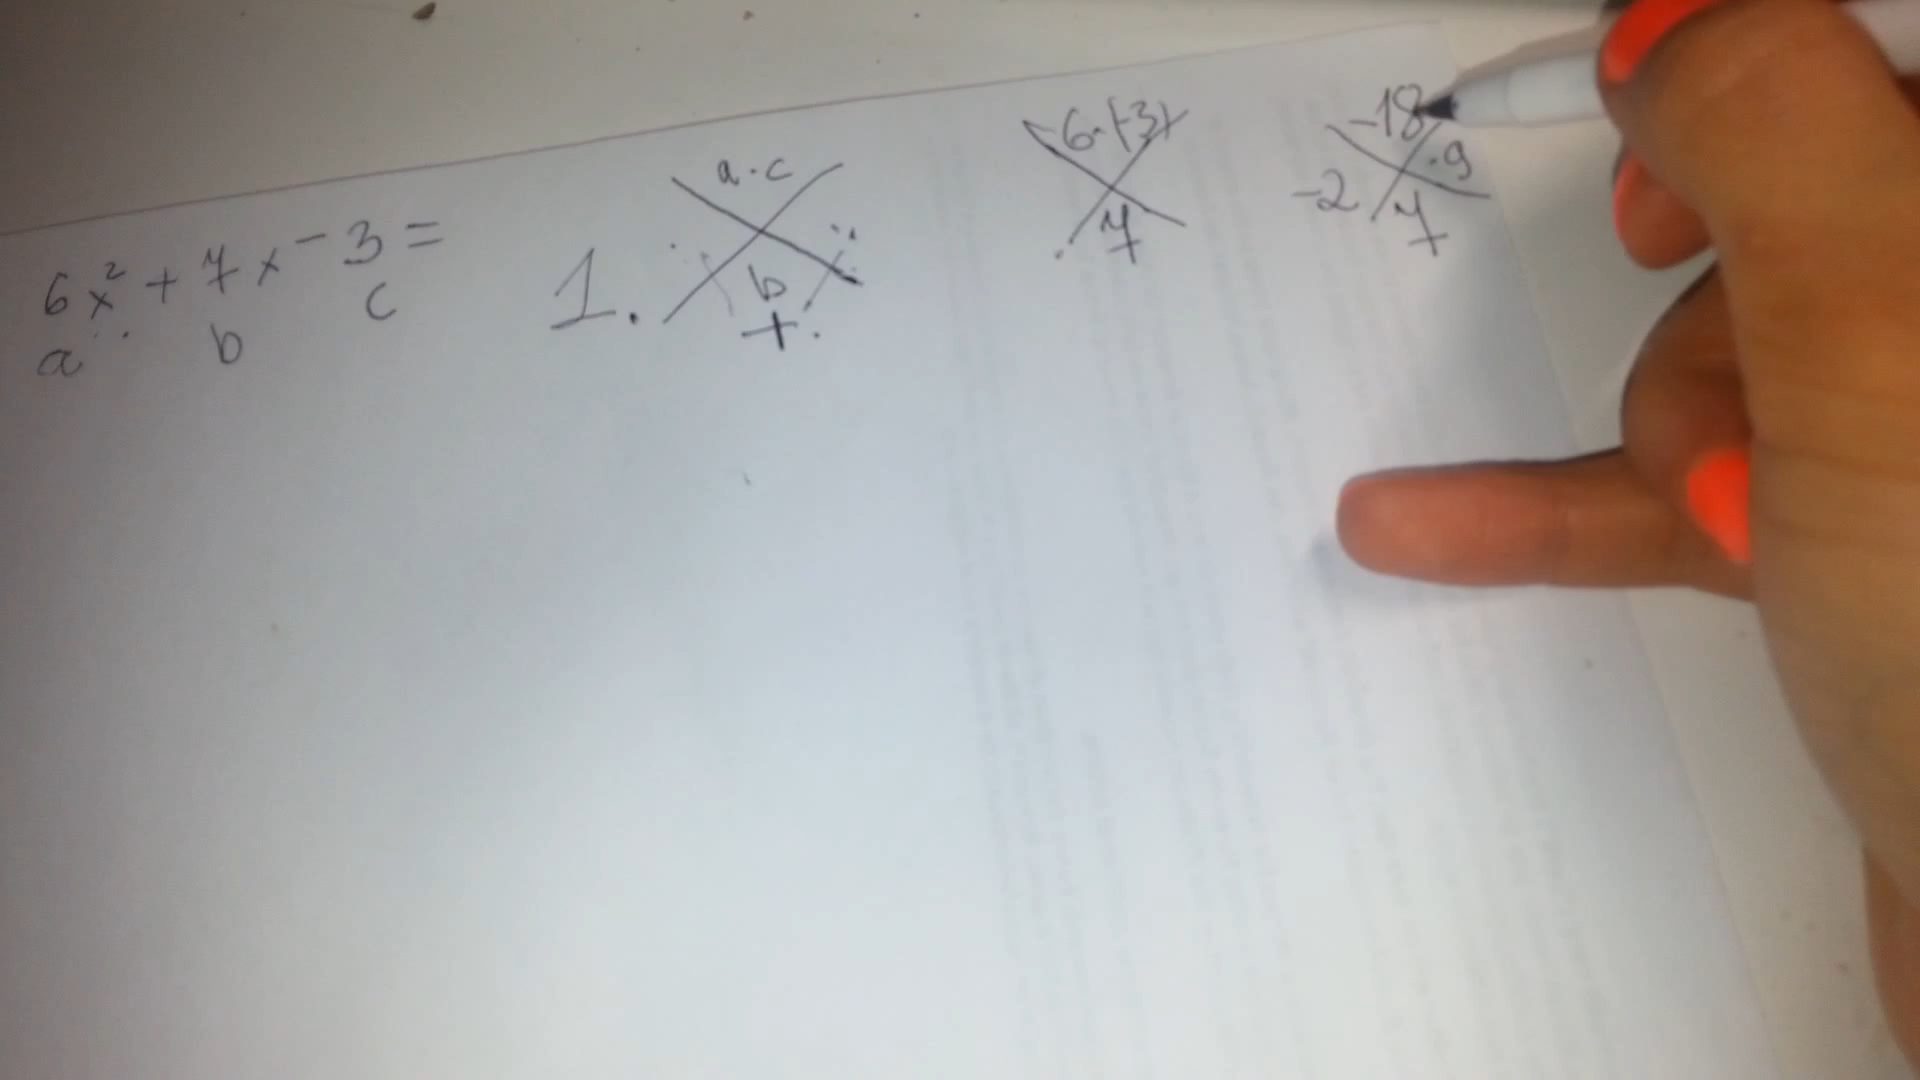 6x² + 7x - 3 =
a b c
1.
a · c
b
+
6·(-3)
7
-18
-2 · 9
7